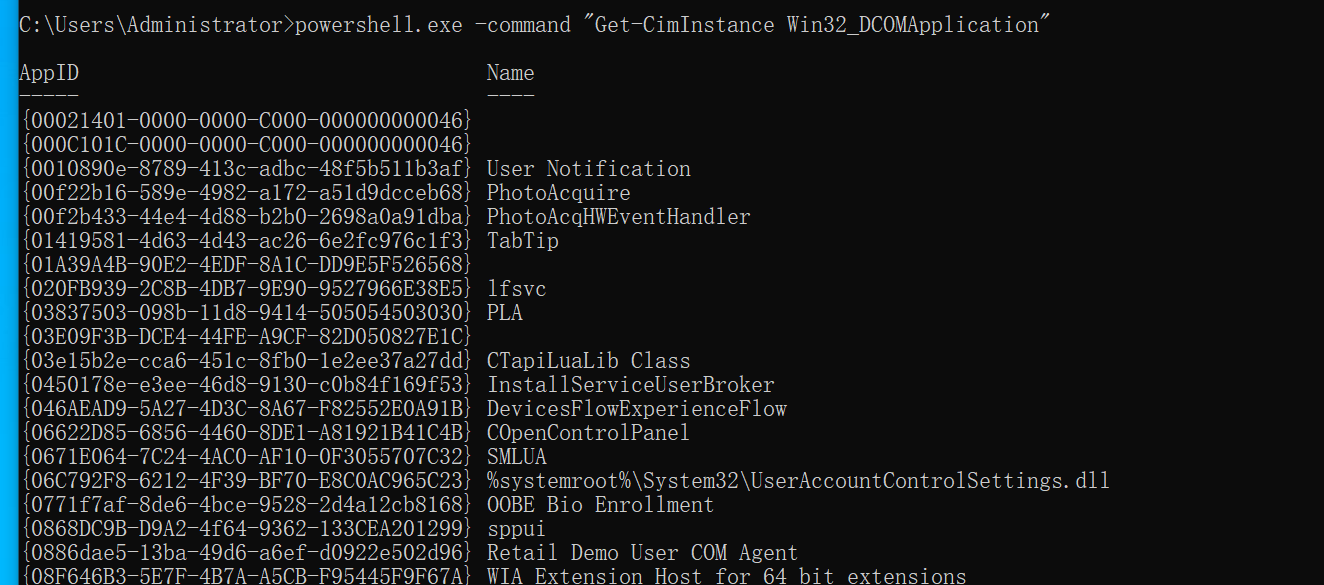 C:\Users\Administrator>powershell.exe -command "Get-CimInstance Win32_DCOMApplication"
AppID Name
----- ----
{00021401-0000-0000-C000-000000000046}
{000C101C-0000-0000-C000-000000000046}
{0010890e-8789-413c-adbc-48f5b511b3af} User Notification
{00f22b16-589e-4982-a172-a51d9dcceb68} PhotoAcquire
{00f2b433-44e4-4d88-b2b0-2698a0a91dba} PhotoAcqHWEventHandler
{01419581-4d63-4d43-ac26-6e2fc976c1f3} TabTip
{01A39A4B-90E2-4EDF-8A1C-DD9E5F526568}
{020FB939-2C8B-4DB7-9E90-9527966E38E5} lfsvc
{03837503-098b-11d8-9414-505054503030} PLA
{03E09F3B-DCE4-44FE-A9CF-82D050827E1C}
{03e15b2e-cca6-451c-8fb0-1e2ee37a27dd} CTapiLuaLib Class
{0450178e-e3ee-46d8-9130-c0b84f169f53} InstallServiceUserBroker
{046AEAD9-5A27-4D3C-8A67-F82552E0A91B} DevicesFlowExperienceFlow
{06622D85-6856-4460-8DE1-A81921B41C4B} COpenControlPanel
{0671E064-7C24-4AC0-AF10-0F3055707C32} SMLUA
{06C792F8-6212-4F39-BF70-E8C0AC965C23} %systemroot%\System32\UserAccountControlSettings.dll
{0771f7af-8de6-4bce-9528-2d4a12cb8168} OOBE Bio Enrollment
{0868DC9B-D9A2-4f64-9362-133CEA201299} sppui
{0886dae5-13ba-49d6-a6ef-d0922e502d96} Retail Demo User COM Agent
{08F646B3-5E7F-4B7A-A5CB-F95445F9F67A} WIA Extension Host for 64 bit extensions